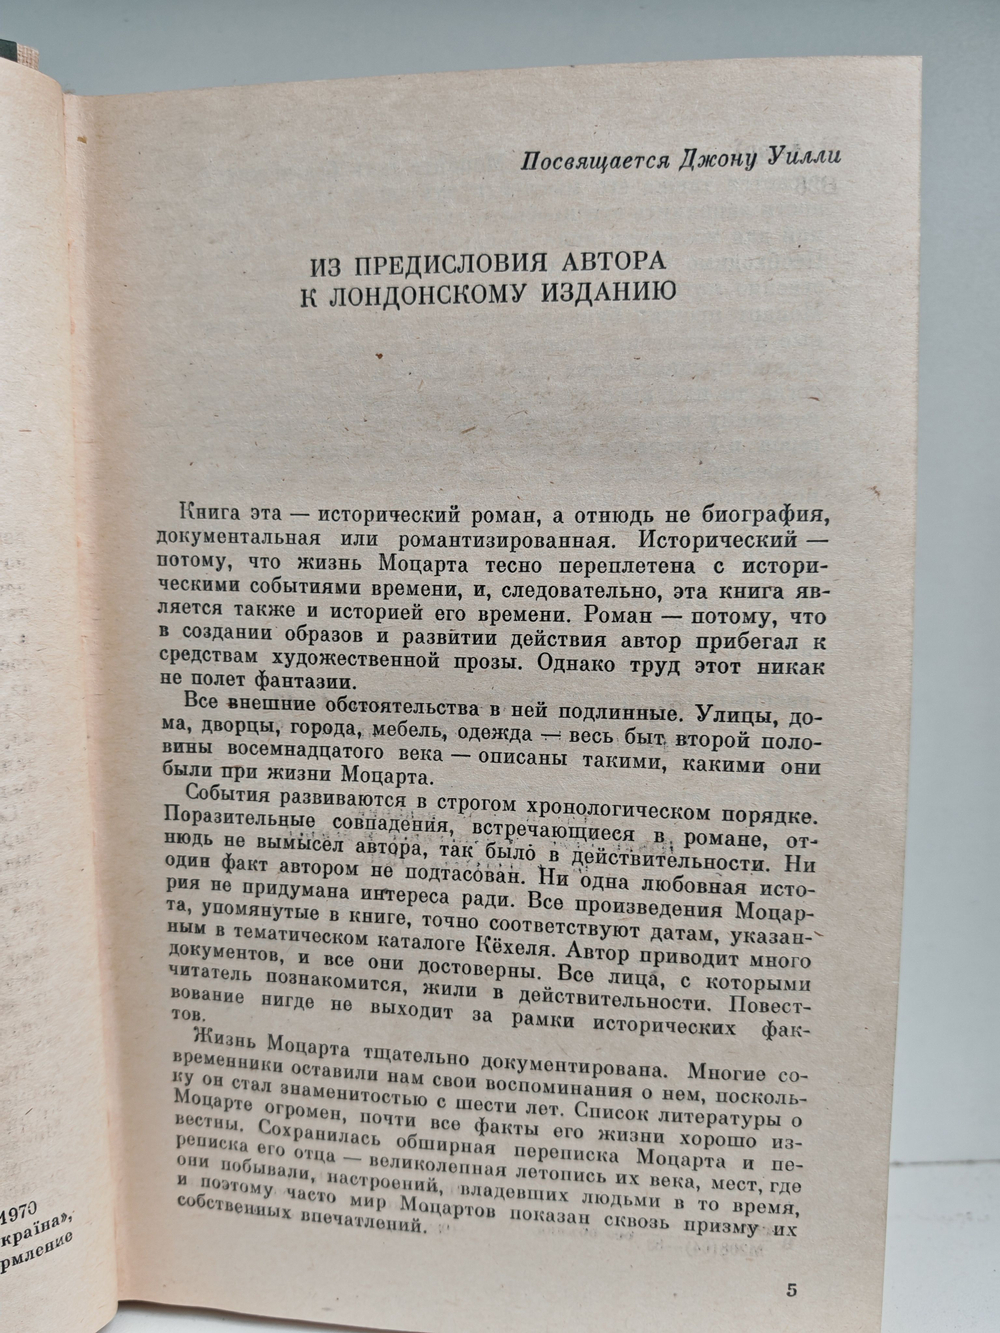 Посвящается Джону Уилли
ИЗ ПРЕДИСЛОВИЯ АВТОРА
К ЛОНДОНСКОМУ ИЗДАНИЮ
Книга эта — исторический роман, а отнюдь не биография,
документальная или романтизированная. Исторический —
потому, что жизнь Моцарта тесно переплетена с истори-
ческими событиями времени, и, следовательно, эта книга яв-
ляется также и историей его времени. Роман — потому, что
в создании образов и развитии действия автор прибегал к
средствам художественной прозы. Однако труд этот никак
не полет фантазии.
Все внешние обстоятельства в ней подлинные. Улицы, до-
ма, дворцы, города, мебель, одежда — весь быт второй поло-
вины восемнадцатого века — описаны такими, какими они
были при жизни Моцарта.
События развиваются в строгом хронологическом порядке.
Поразительные совпадения, встречающиеся в романе, от-
нюдь не вымысел автора, так было в действительности. Ни
один факт автором не подтасован. Ни одна любовная исто-
рия не придумана интереса ради. Все произведения Моцар-
та, упомянутые в книге, точно соответствуют датам, указан-
ным в тематическом каталоге Кёхеля. Автор приводит много
документов, и все они достоверны. Все лица, с которыми
читатель познакомится, жили в действительности. Повест-
вование нигде не выходит за рамки исторических фак-
тов.
Жизнь Моцарта тщательно документирована. Многие со-
временники оставили нам свои воспоминания о нем, посколь-
ку он стал знаменитостью с шести лет. Список литературы о
Моцарте огромен, почти все факты его жизни хорошо из-
вестны. Сохранилась обширная переписка Моцарта и пе-
реписка его отца — великолепная летопись их века, мест, где
они побывали, настроений, владевших людьми в то время,
и поэтому часто мир Моцартов показан сквозь призму их
собственных впечатлений.
5
1970
країна»,
рмление